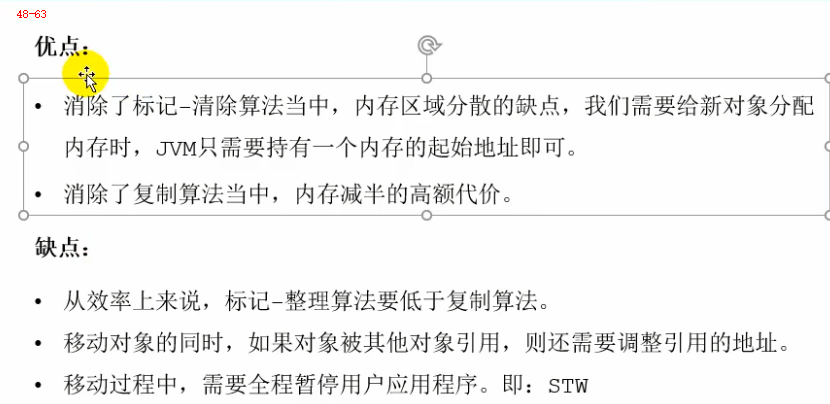 48-63
优点：
• 消除了标记-清除算法当中，内存区域分散的缺点，我们需要给新对象分配
内存时，JVM只需要持有一个内存的起始地址即可。
• 消除了复制算法当中，内存减半的高额代价。
缺点：
• 从效率上来说，标记-整理算法要低于复制算法。
• 移动对象的同时，如果对象被其他对象引用，则还需要调整引用的地址。
• 移动过程中，需要全程暂停用户应用程序。即：STW